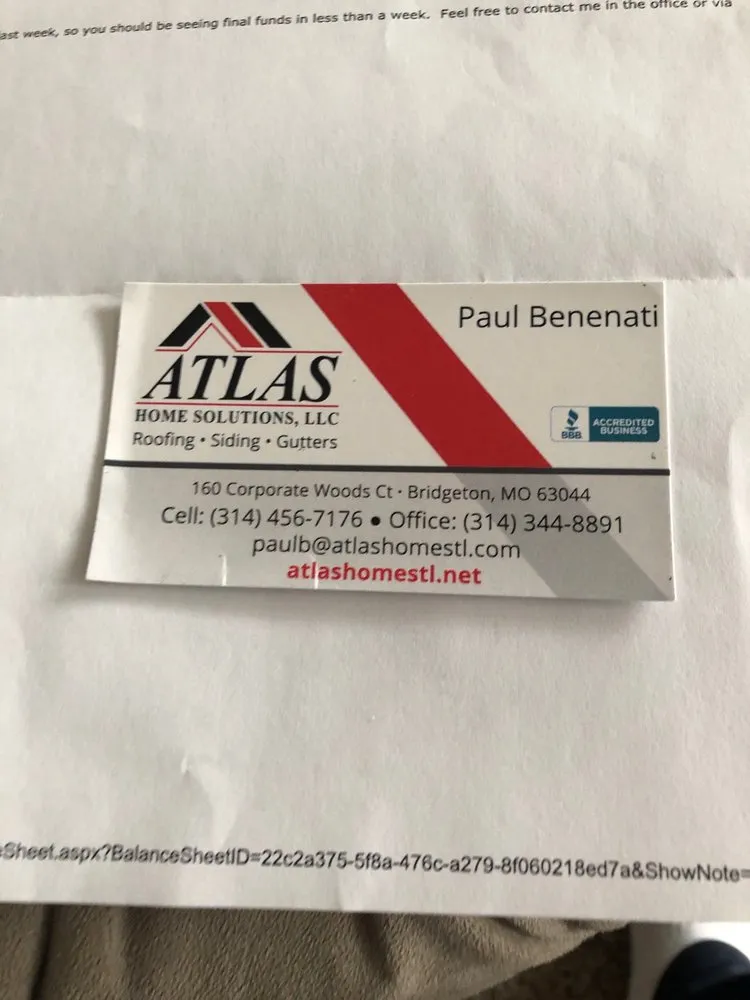 ast week, so you should be seeing final funds in less than a week. Feel free to contact me in the office or via
Paul Benenati
ATLAS
HOME SOLUTIONS, LLC
Roofing • Siding • Gutters
BBB
ACCREDITED
BUSINESS
160 Corporate Woods Ct · Bridgeton, MO 63044
Cell: (314) 456-7176 • Office: (314) 344-8891
paulb@atlashomestl.com
atlashomestl.net
eSheet.aspx?BalanceSheetID=22c2a375-5f8a-476c-a279-8f060218ed7a&ShowNote=